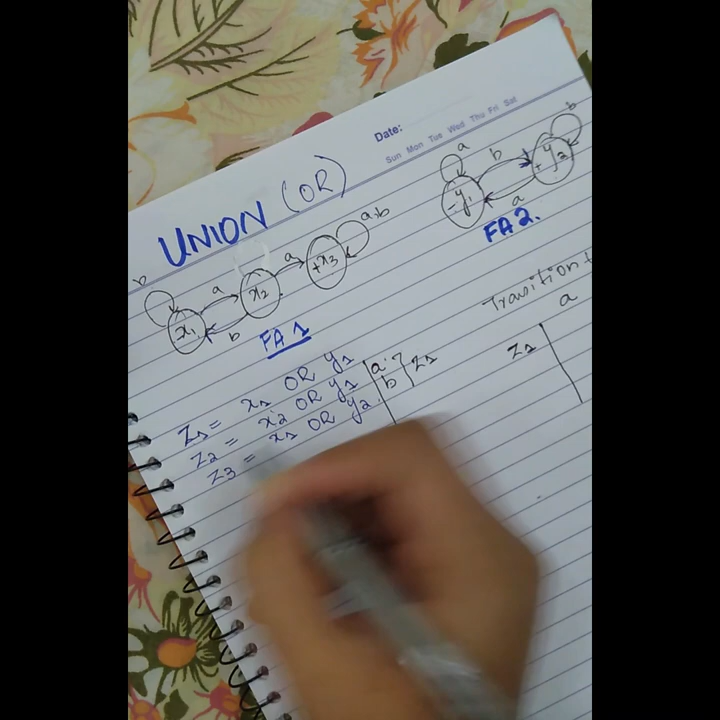 Date:
Sun Mon Tue Wed Thu Fri Sat
UNION (OR)
b
a
a
a,b
x1
x2
+x3
b
FA 1
a
b
b
-y1
+y2
a
FA 2.
Z1 = x1 OR y1
a:?
b
Z1
Z2 = x2 OR y1
Z3 = x1 OR y2
Transition t
a
Z1